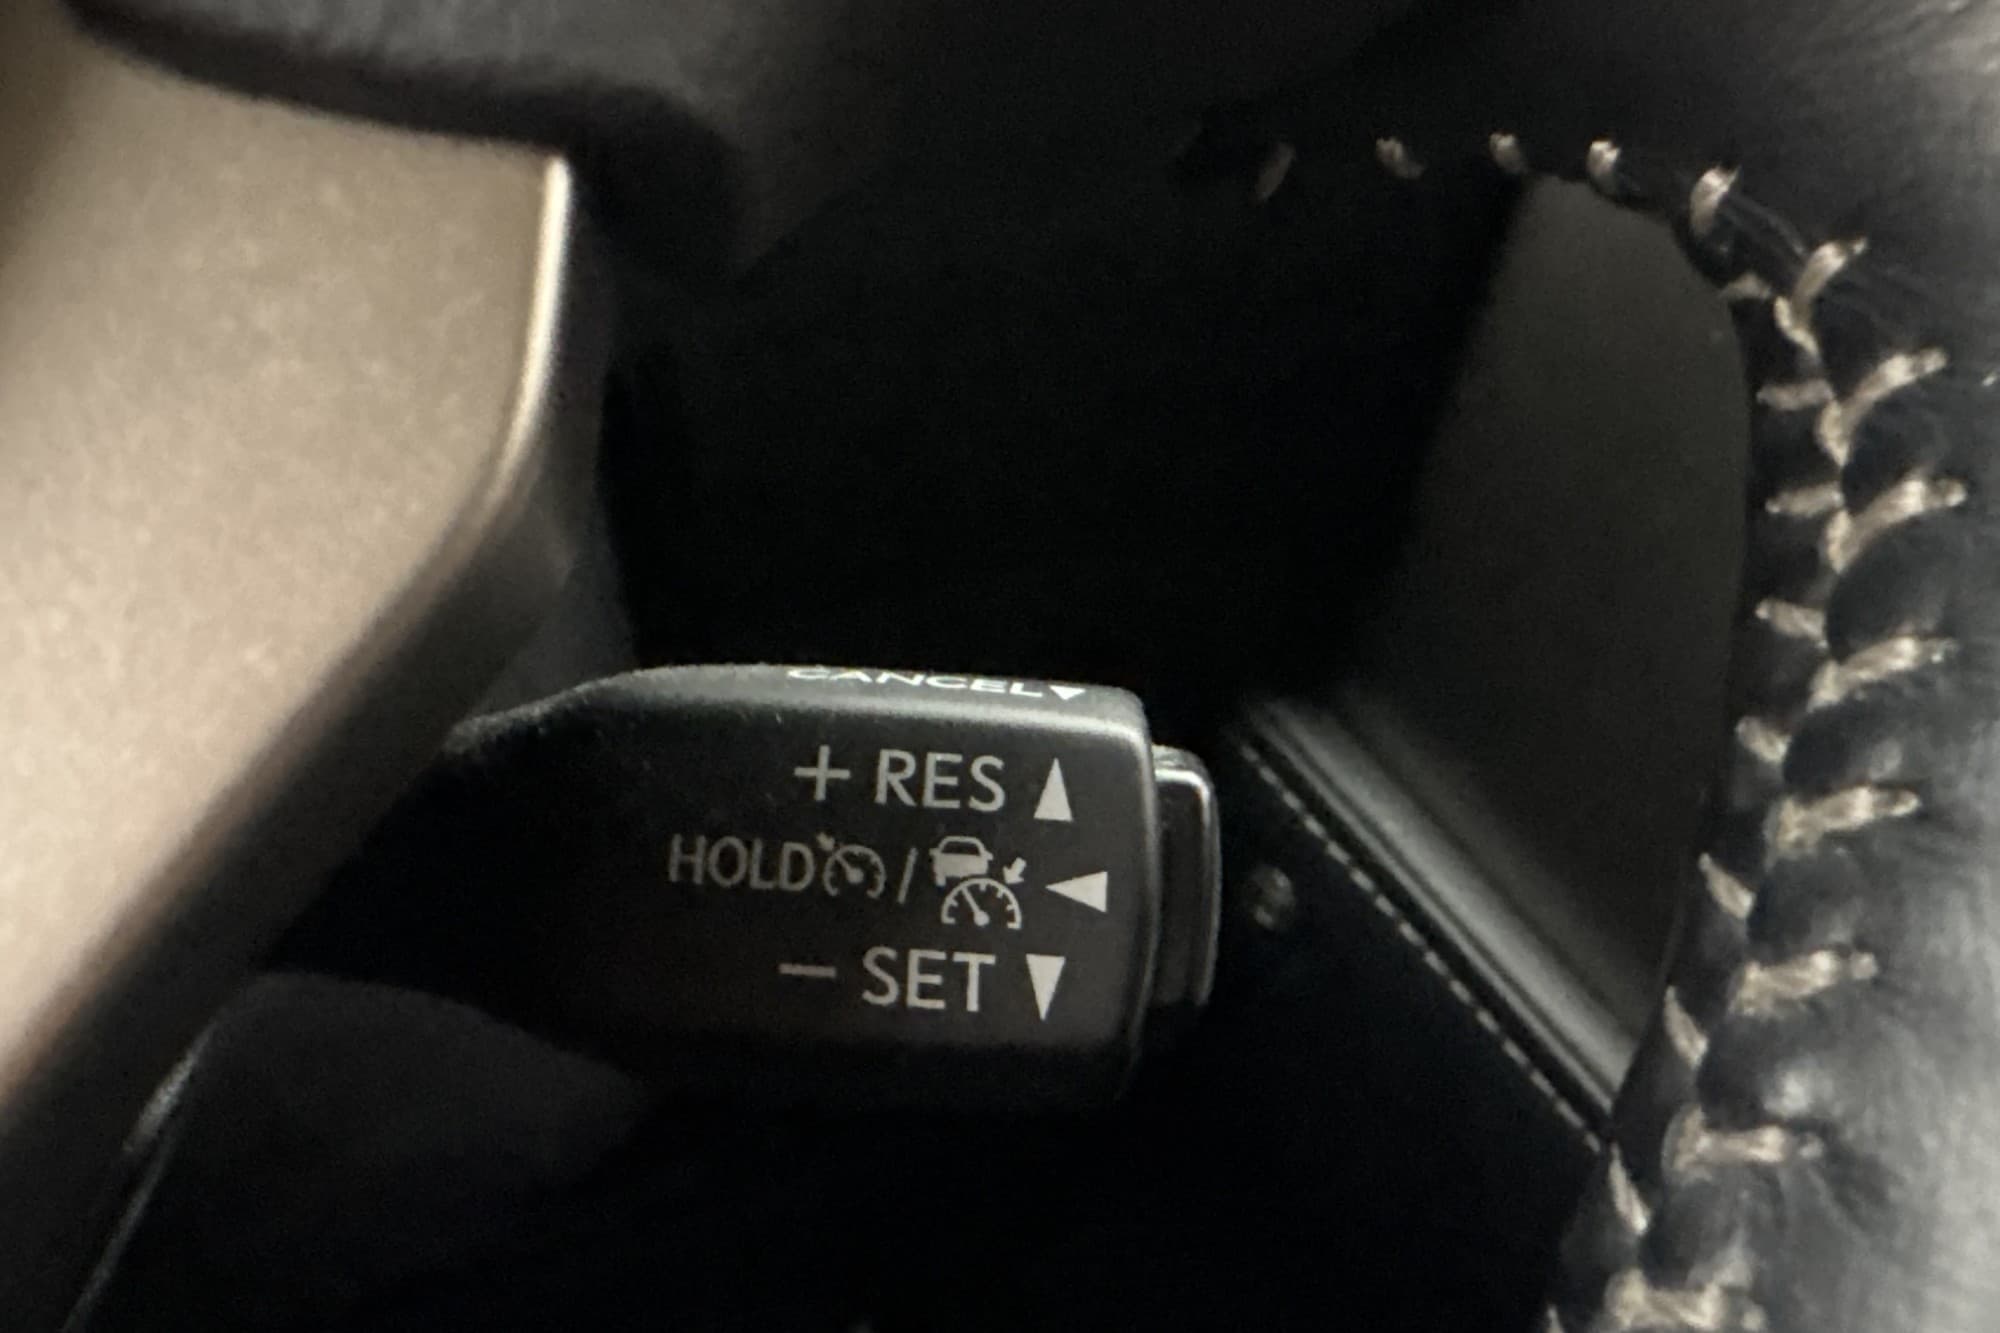 CANCEL▼
+ RES ▲
HOLD / ◀
− SET ▼